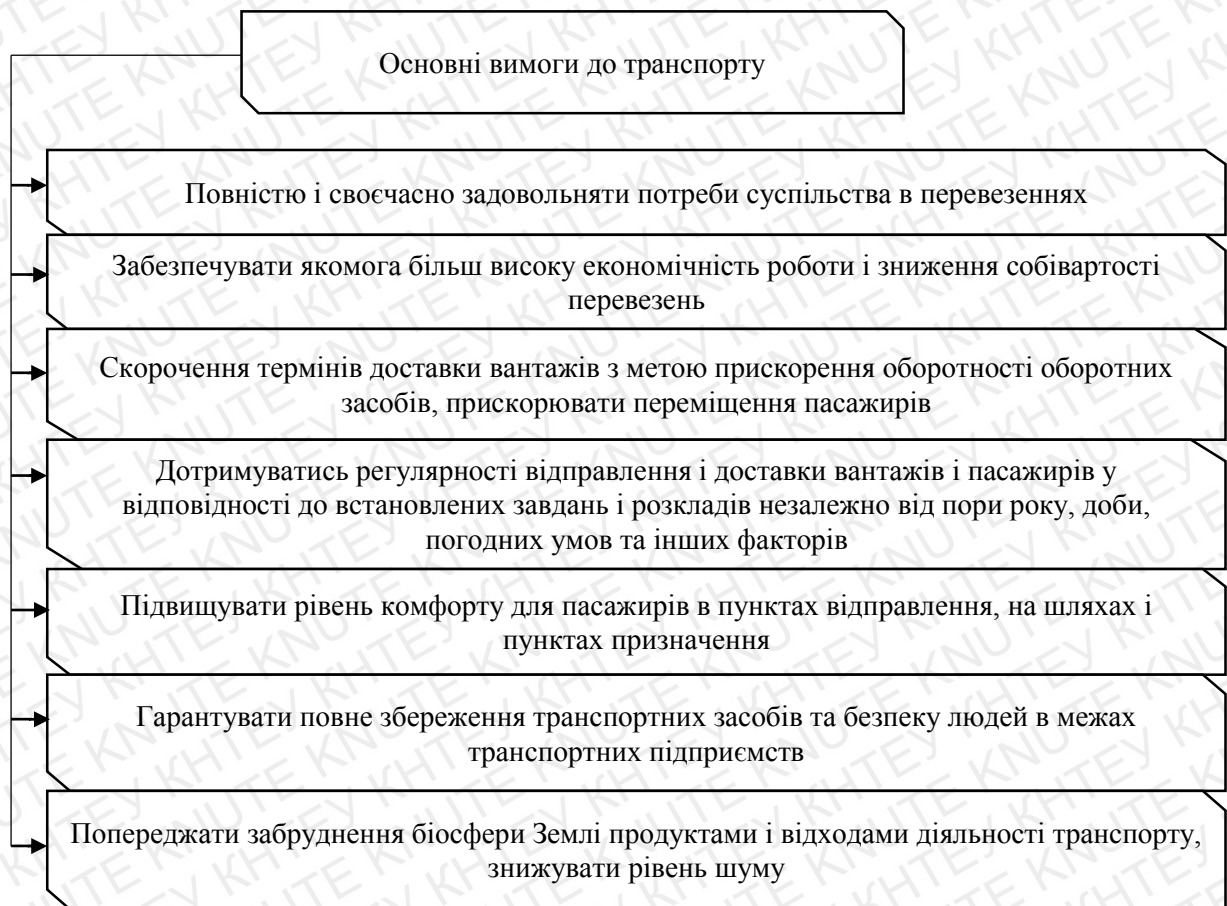 Основні вимоги до транспорту
Повністю і своєчасно задовольняти потреби суспільства в перевезеннях
Забезпечувати якомога більш високу економічність роботи і зниження собівартості
перевезень
Скорочення термінів доставки вантажів з метою прискорення оборотності оборотних
засобів, прискорювати переміщення пасажирів
Дотримуватись регулярності відправлення і доставки вантажів і пасажирів у
відповідності до встановлених завдань і розкладів незалежно від пори року, доби,
погодних умов та інших факторів
Підвищувати рівень комфорту для пасажирів в пунктах відправлення, на шляхах і
пунктах призначення
Гарантувати повне збереження транспортних засобів та безпеку людей в межах
транспортних підприємств
Попереджати забруднення біосфери Землі продуктами і відходами діяльності транспорту,
знижувати рівень шуму